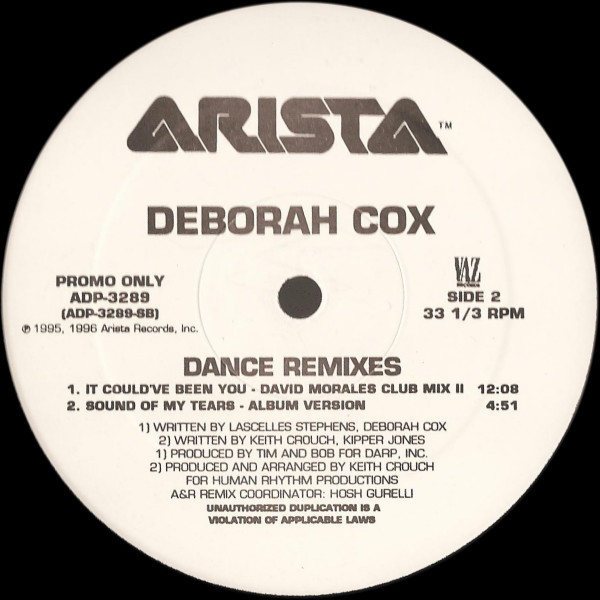 ARISTA™
DEBORAH COX
PROMO ONLY
ADP-3289
(ADP-3289-SB)
℗ 1995, 1996 Arista Records, Inc.
VAZ
SIDE 2
33 1/3 RPM
DANCE REMIXES
1. IT COULD'VE BEEN YOU - DAVID MORALES CLUB MIX II 12:08
2. SOUND OF MY TEARS - ALBUM VERSION 4:51
1) WRITTEN BY LASCELLES STEPHENS, DEBORAH COX
2) WRITTEN BY KEITH CROUCH, KIPPER JONES
1) PRODUCED BY TIM AND BOB FOR DARP, INC.
2) PRODUCED AND ARRANGED BY KEITH CROUCH
FOR HUMAN RHYTHM PRODUCTIONS
A&R REMIX COORDINATOR: HOSH GURELLI
UNAUTHORIZED DUPLICATION IS A
VIOLATION OF APPLICABLE LAWS